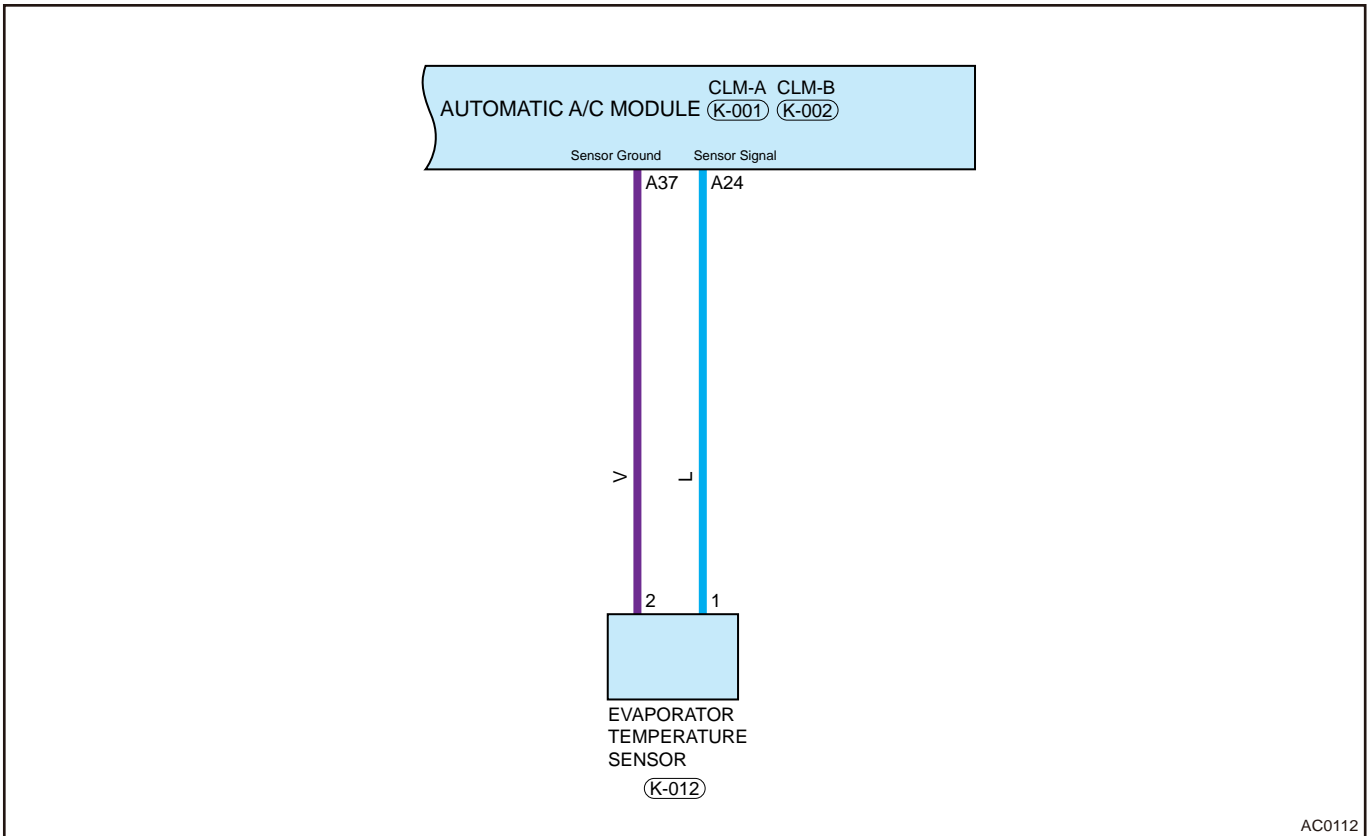 CLM-A CLM-B
AUTOMATIC A/C MODULE K-001 K-002
Sensor Ground Sensor Signal
A37 A24
V L
2 1
EVAPORATOR
TEMPERATURE
SENSOR
K-012
AC0112